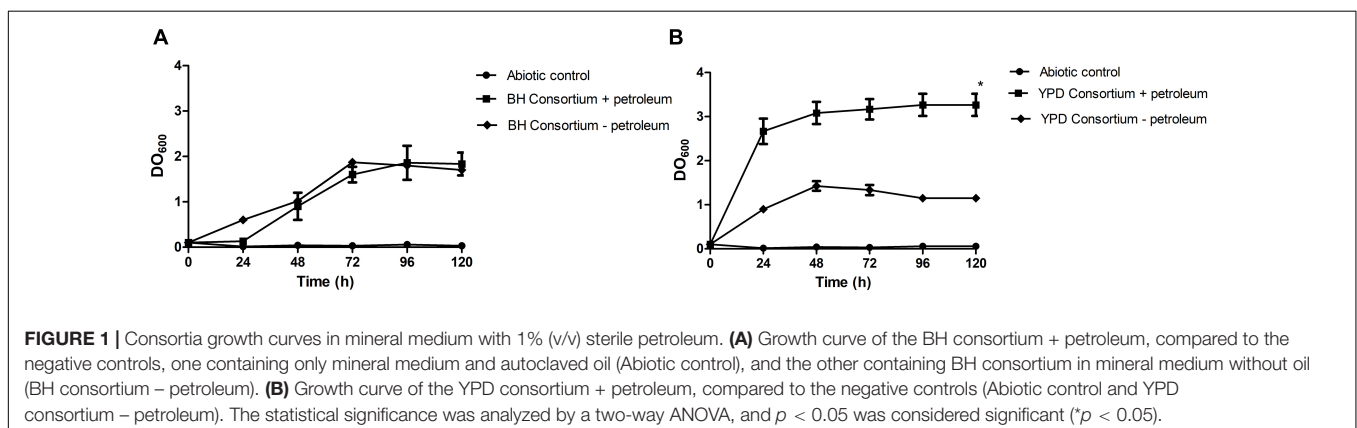 A
4
3
2
1
0
DO600
0 24 48 72 96 120
Time (h)
Abiotic control
BH Consortium + petroleum
BH Consortium - petroleum
B
4
3
2
1
0
DO600
0 24 48 72 96 120
Time (h)
*
Abiotic control
YPD Consortium + petroleum
YPD Consortium - petroleum
FIGURE 1 | Consortia growth curves in mineral medium with 1% (v/v) sterile petroleum. (A) Growth curve of the BH consortium + petroleum, compared to the
negative controls, one containing only mineral medium and autoclaved oil (Abiotic control), and the other containing BH consortium in mineral medium without oil
(BH consortium – petroleum). (B) Growth curve of the YPD consortium + petroleum, compared to the negative controls (Abiotic control and YPD
consortium – petroleum). The statistical significance was analyzed by a two-way ANOVA, and p < 0.05 was considered significant (*p < 0.05).